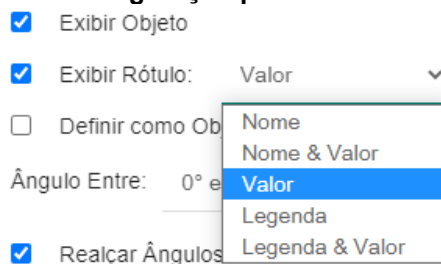 Exibir Objeto
Exibir Rótulo: Valor
Definir como Ob
Nome
Nome & Valor
Ângulo Entre: 0° e
Valor
Legenda
Realçar Ângulos
Legenda & Valor